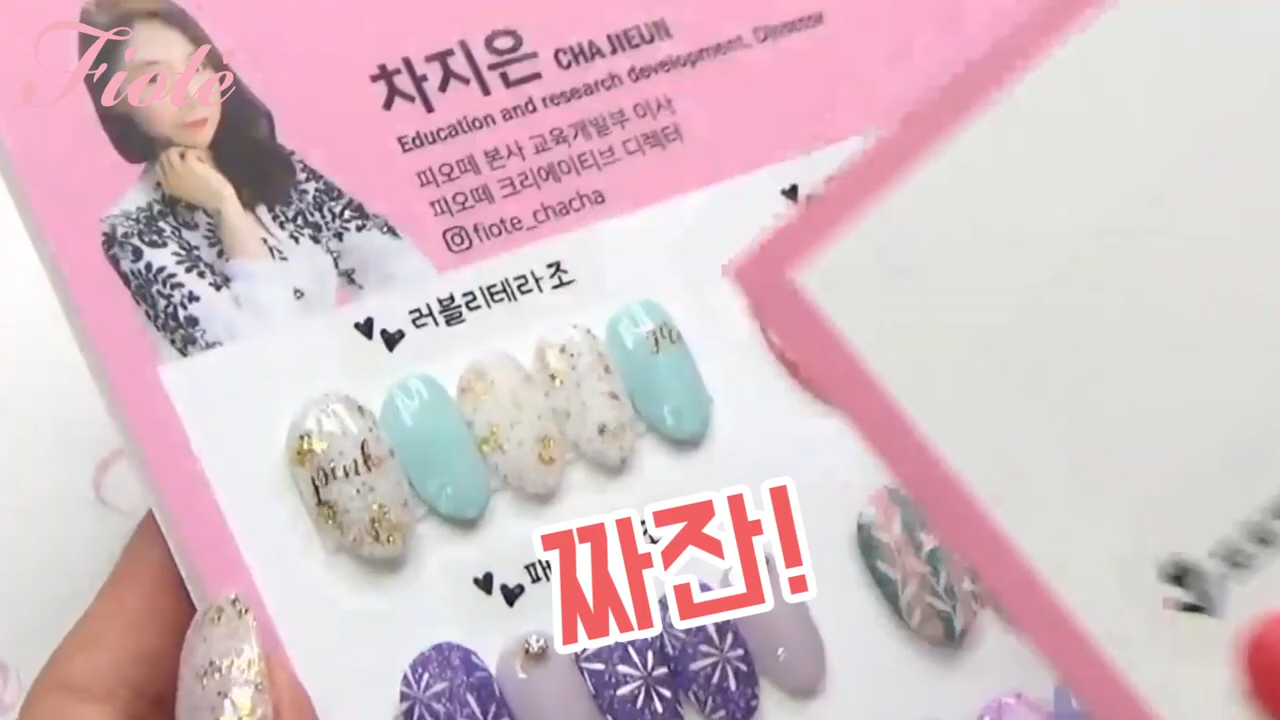 Fiote
차지은 CHA JIEUN
Education and research development, Director
피오떼 본사 교육개발부 이사
피오떼 크리에이티브 디렉터
fiote_chacha
러블리테라조
pink
짜잔!